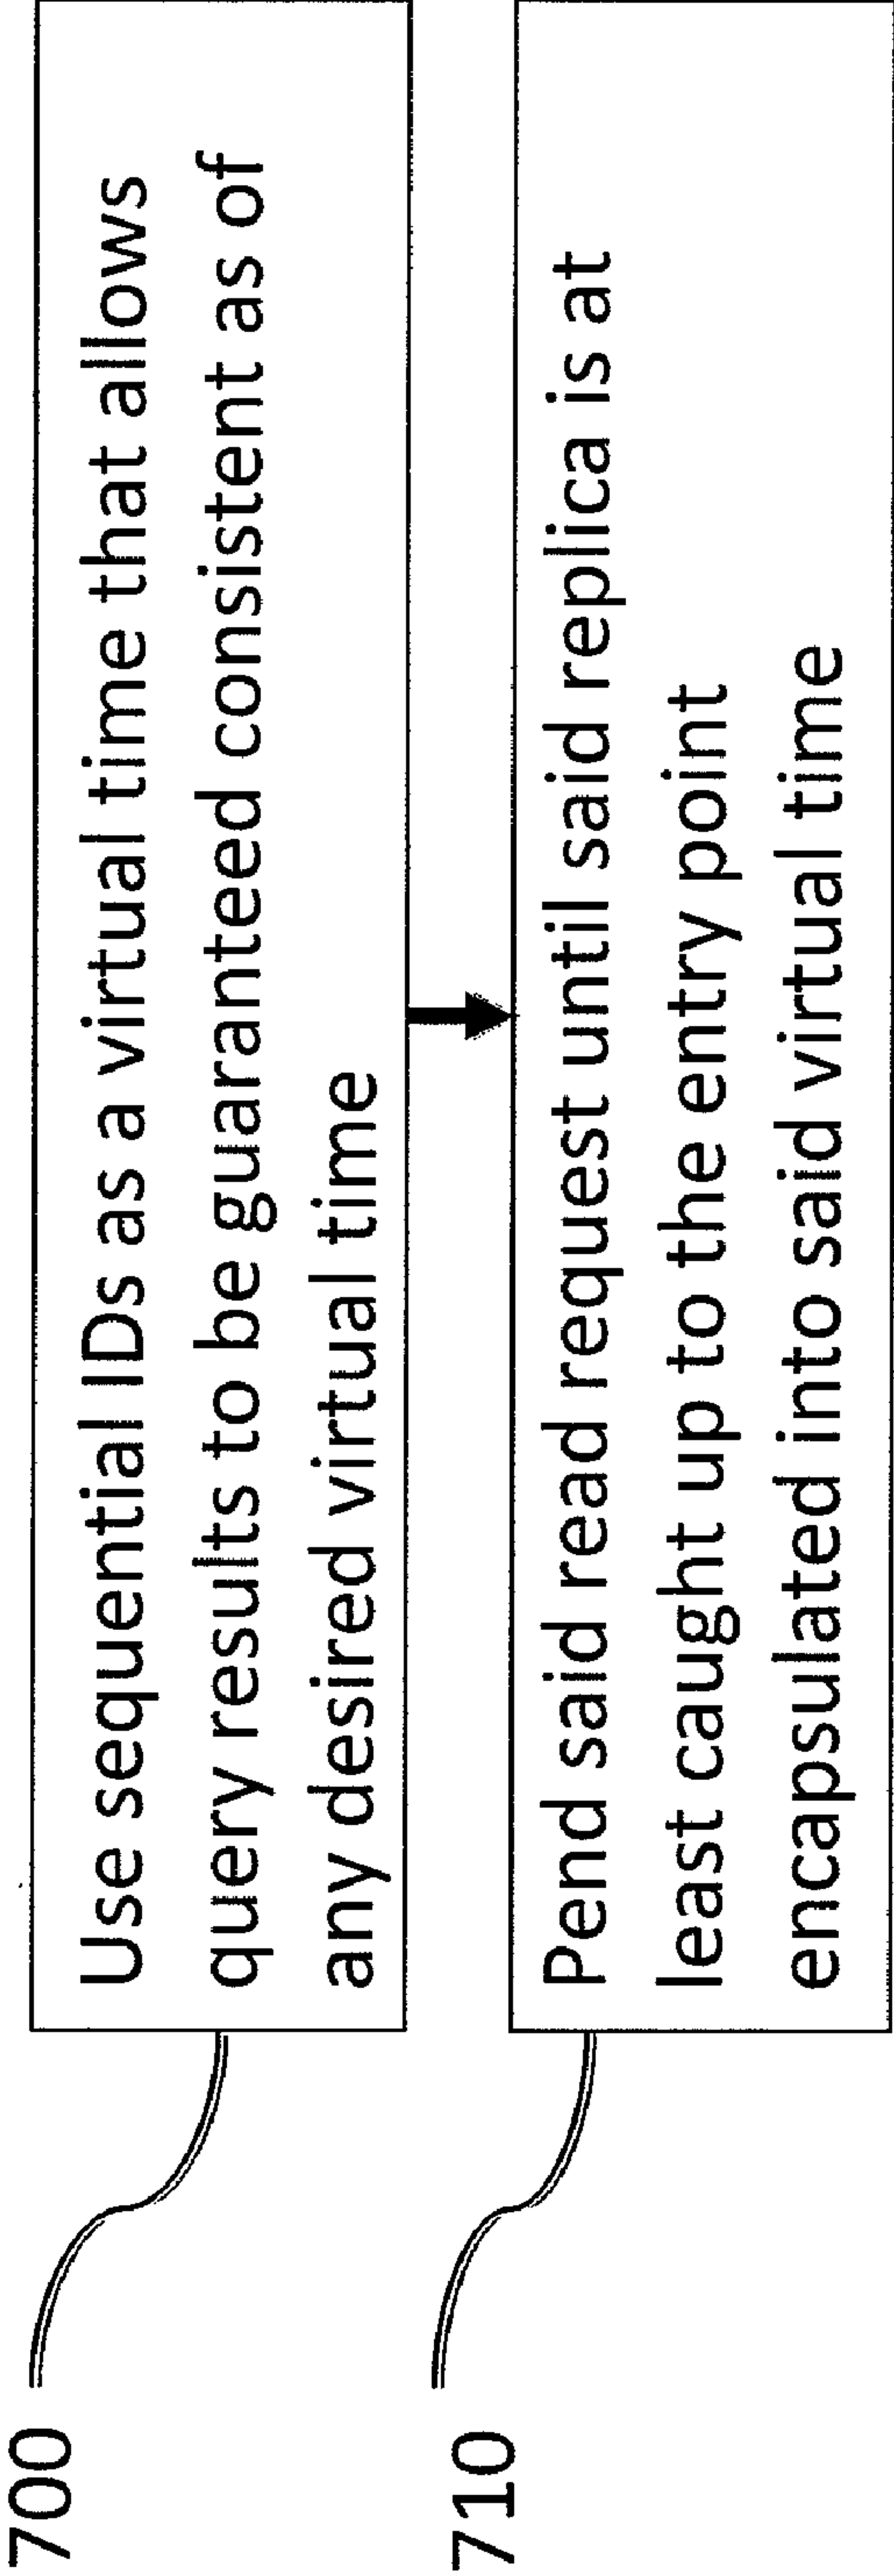 700
Use sequential IDs as a virtual time that allows
query results to be guaranteed consistent as of
any desired virtual time
710
Pend said read request until said replica is at
least caught up to the entry point
encapsulated into said virtual time